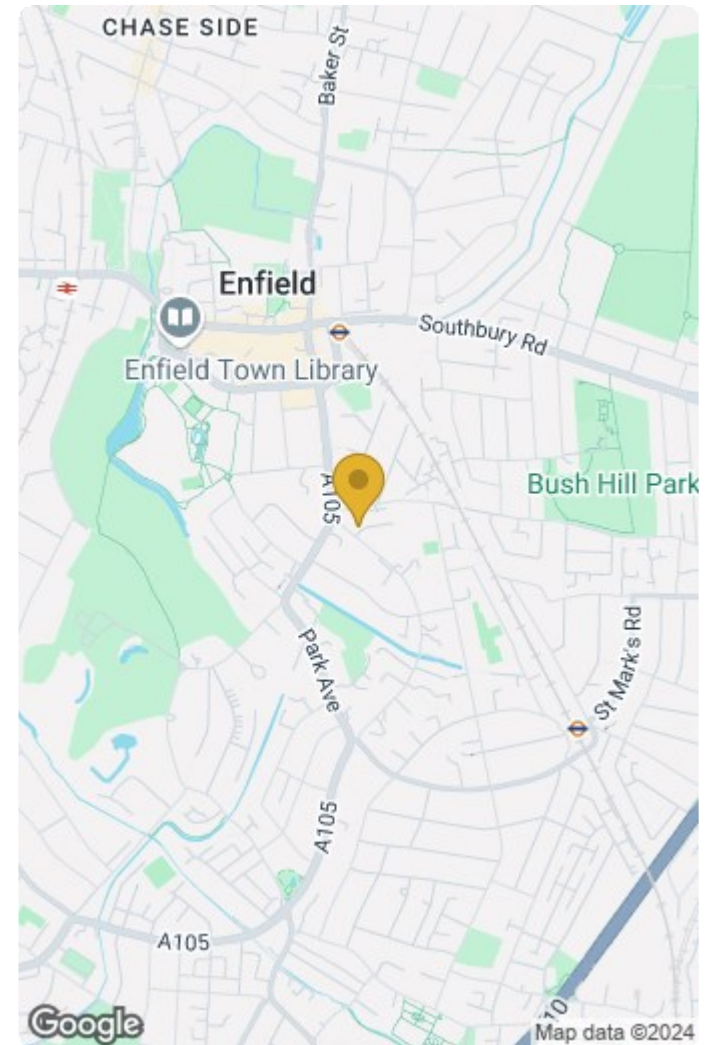 CHASE SIDE
Baker St
Enfield
Southbury Rd
Enfield Town Library
A105
Bush Hill Park
Park Ave
St Mark's Rd
A105
A105
10
Google
Map data ©2024